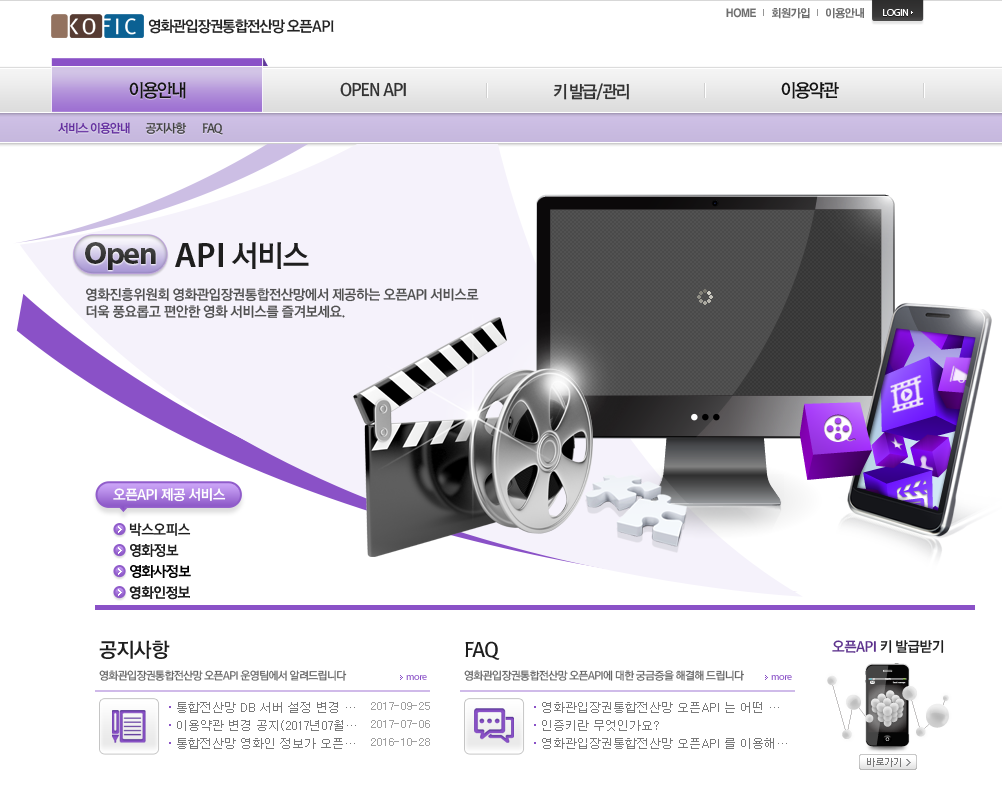 KOFIC 영화관입장권통합전산망 오픈API
HOME 회원가입 이용안내 LOGIN
이용안내 OPEN API 키 발급/관리 이용약관
서비스 이용안내 공지사항 FAQ
Open API 서비스
영화진흥위원회 영화관입장권통합전산망에서 제공하는 오픈API 서비스로
더욱 풍요롭고 편안한 영화 서비스를 즐겨보세요.
오픈API 제공 서비스
박스오피스
영화정보
영화사정보
영화인정보
공지사항
영화관입장권통합전산망 오픈API 운영팀에서 알려드립니다 more
통합전산망 DB 서버 설정 변경 … 2017-09-25
이용약관 변경 공지(2017년07월… 2017-07-06
통합전산망 영화인 정보가 오픈… 2016-10-28
FAQ
영화관입장권통합전산망 오픈API에 대한 궁금증을 해결해 드립니다 more
영화관입장권통합전산망 오픈API 는 어떤 …
인증키란 무엇인가요?
영화관입장권통합전산망 오픈API 를 이용해…
오픈API 키 발급받기
바로가기